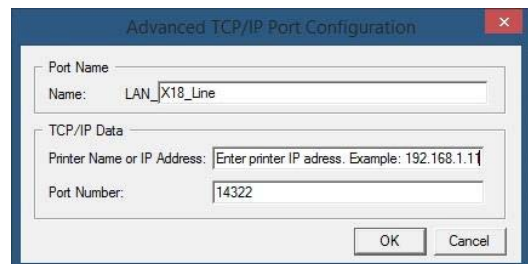 Advanced TCP/IP Port Configuration
Port Name
Name: LAN_X18_Line
TCP/IP Data
Printer Name or IP Address: Enter printer IP adress. Example: 192.168.1.11
Port Number: 14322
OK Cancel